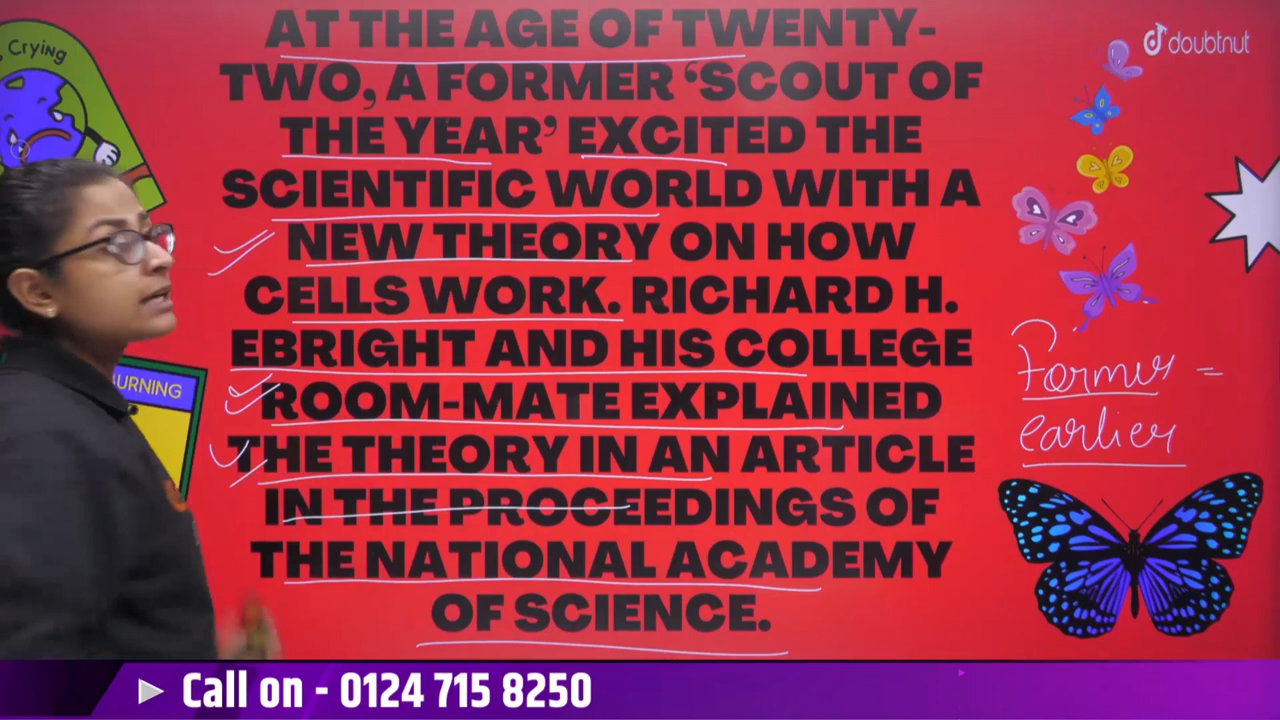 Crying
AT THE AGE OF TWENTY-
TWO, A FORMER ‘SCOUT OF
THE YEAR’ EXCITED THE
SCIENTIFIC WORLD WITH A
NEW THEORY ON HOW
CELLS WORK. RICHARD H.
EBRIGHT AND HIS COLLEGE
ROOM-MATE EXPLAINED
THE THEORY IN AN ARTICLE
IN THE PROCEEDINGS OF
THE NATIONAL ACADEMY
OF SCIENCE.
doubtnut
Former =
earlier
URNING
Call on - 0124 715 8250